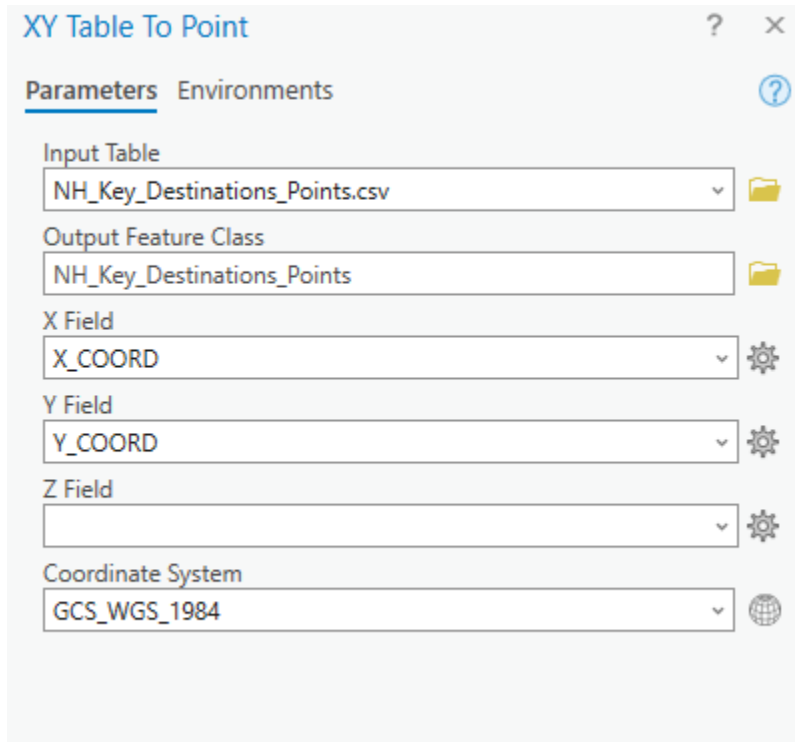 XY Table To Point ? ×
Parameters Environments ?
Input Table
NH_Key_Destinations_Points.csv
Output Feature Class
NH_Key_Destinations_Points
X Field
X_COORD
Y Field
Y_COORD
Z Field
Coordinate System
GCS_WGS_1984